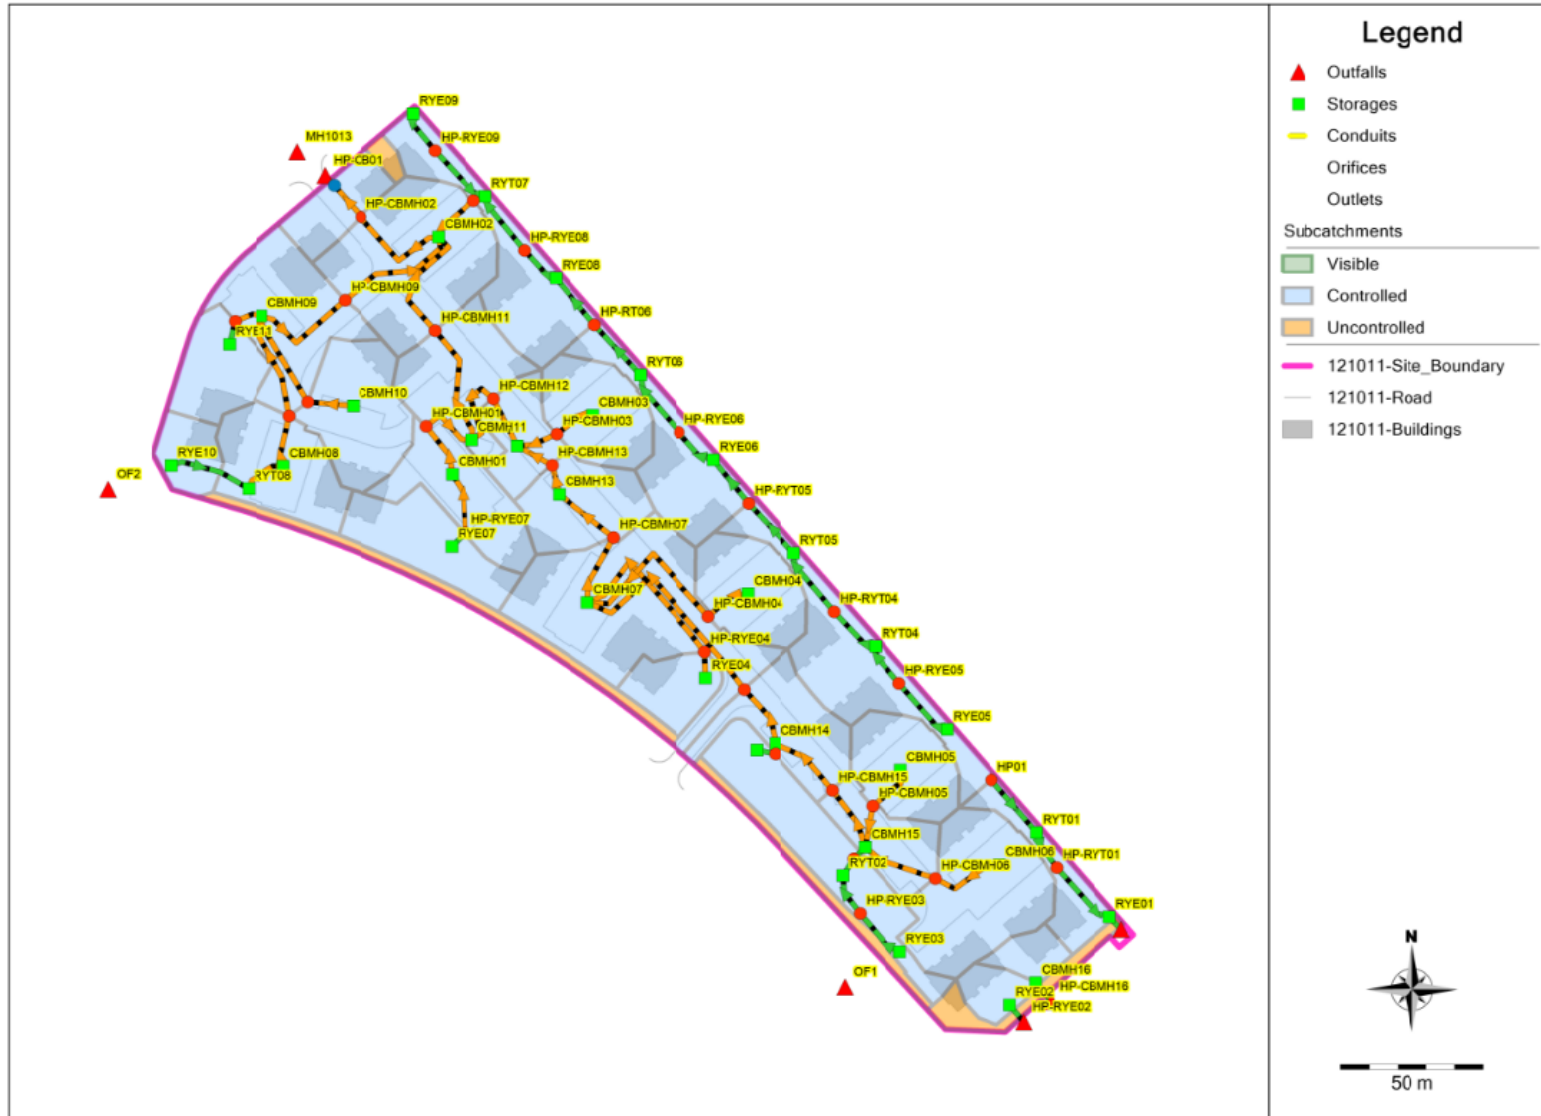 Legend
Outfalls
Storages
Conduits
Orifices
Outlets
Subcatchments
Visible
Controlled
Uncontrolled
121011-Site_Boundary
121011-Road
121011-Buildings
N
50 m
RYE09
MH1013
HP-RYE09
HP-CB01
RYT07
HP-CBMH02
CBMH02
HP-RYE08
RYE08
HP-CBMH09
CBMH09
HP-CBMH11
HP-RT06
RYE11
RYT06
HP-CBMH12
CBMH10
CBMH03
HP-CBMH01
HP-CBMH03
HP-RYE06
CBMH11
RYE10
CBMH08
HP-CBMH13
RYE06
OF2
RYT08
CBMH01
CBMH13
HP-RYT05
HP-RYE07
RYE07
HP-CBMH07
RYT05
CBMH07
CBMH04
HP-CBMH04
HP-RYT04
HP-RYE04
RYT04
RYE04
HP-RYE05
RYE05
CBMH14
CBMH05
HP-CBMH15
HP01
HP-CBMH05
CBMH15
RYT01
RYT02
CBMH06
HP-RYT01
HP-CBMH06
HP-RYE03
RYE01
RYE03
OF1
CBMH16
RYE02
HP-CBMH16
HP-RYE02